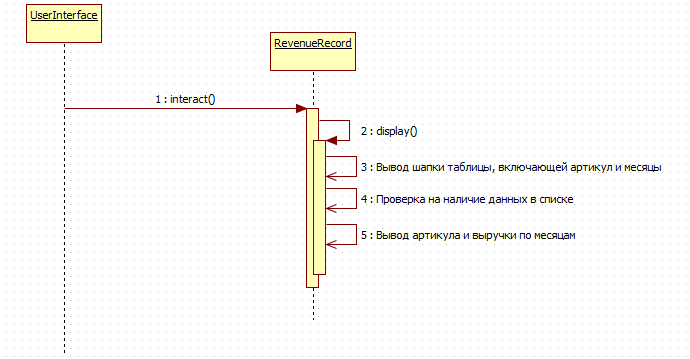 UserInterface
RevenueRecord
1 : interact()
2 : display()
3 : Вывод шапки таблицы, включающей артикул и месяцы
4 : Проверка на наличие данных в списке
5 : Вывод артикула и выручки по месяцам